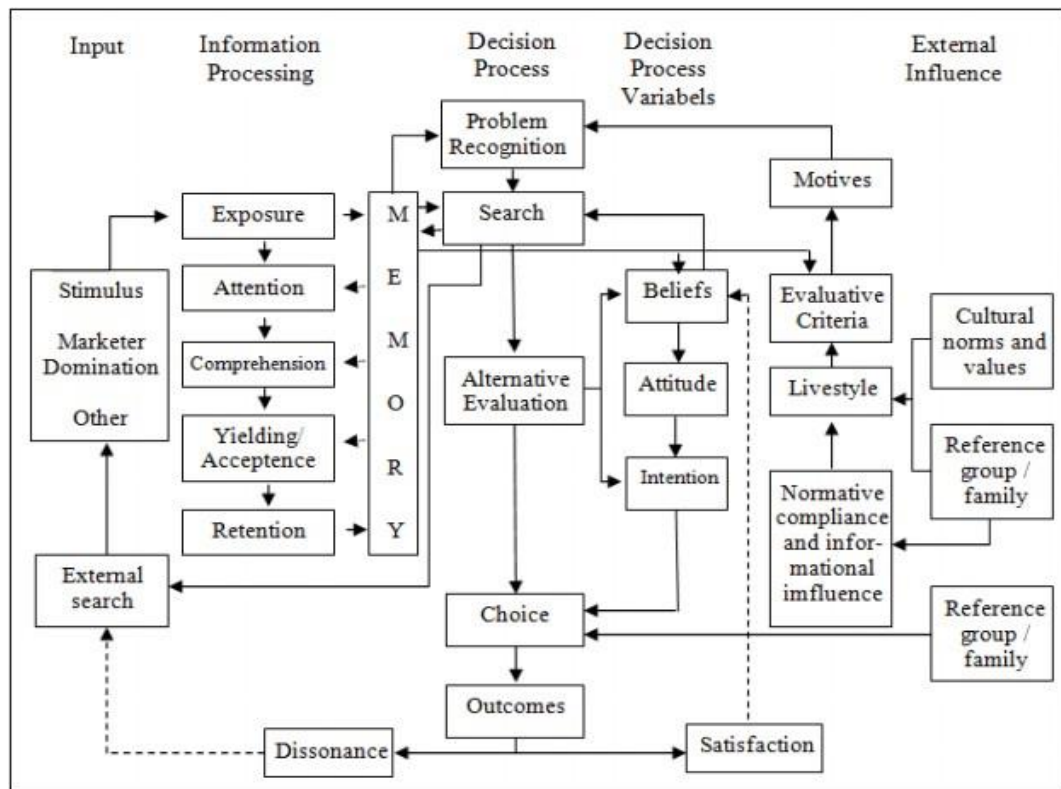 Input
Information
Processing
Decision
Process
Decision
Process
Variabels
External
Influence
Problem
Recognition
Motives
Exposure
M
E
M
O
R
Y
Search
Stimulus
Marketer
Domination
Other
Attention
Beliefs
Evaluative
Criteria
Cultural
norms and
values
Comprehension
Alternative
Evaluation
Attitude
Livestyle
Yielding/
Acceptence
Intention
Normative
compliance
and infor-
mational
imfluence
Reference
group /
family
Retention
External
search
Choice
Reference
group /
family
Outcomes
Dissonance
Satisfaction